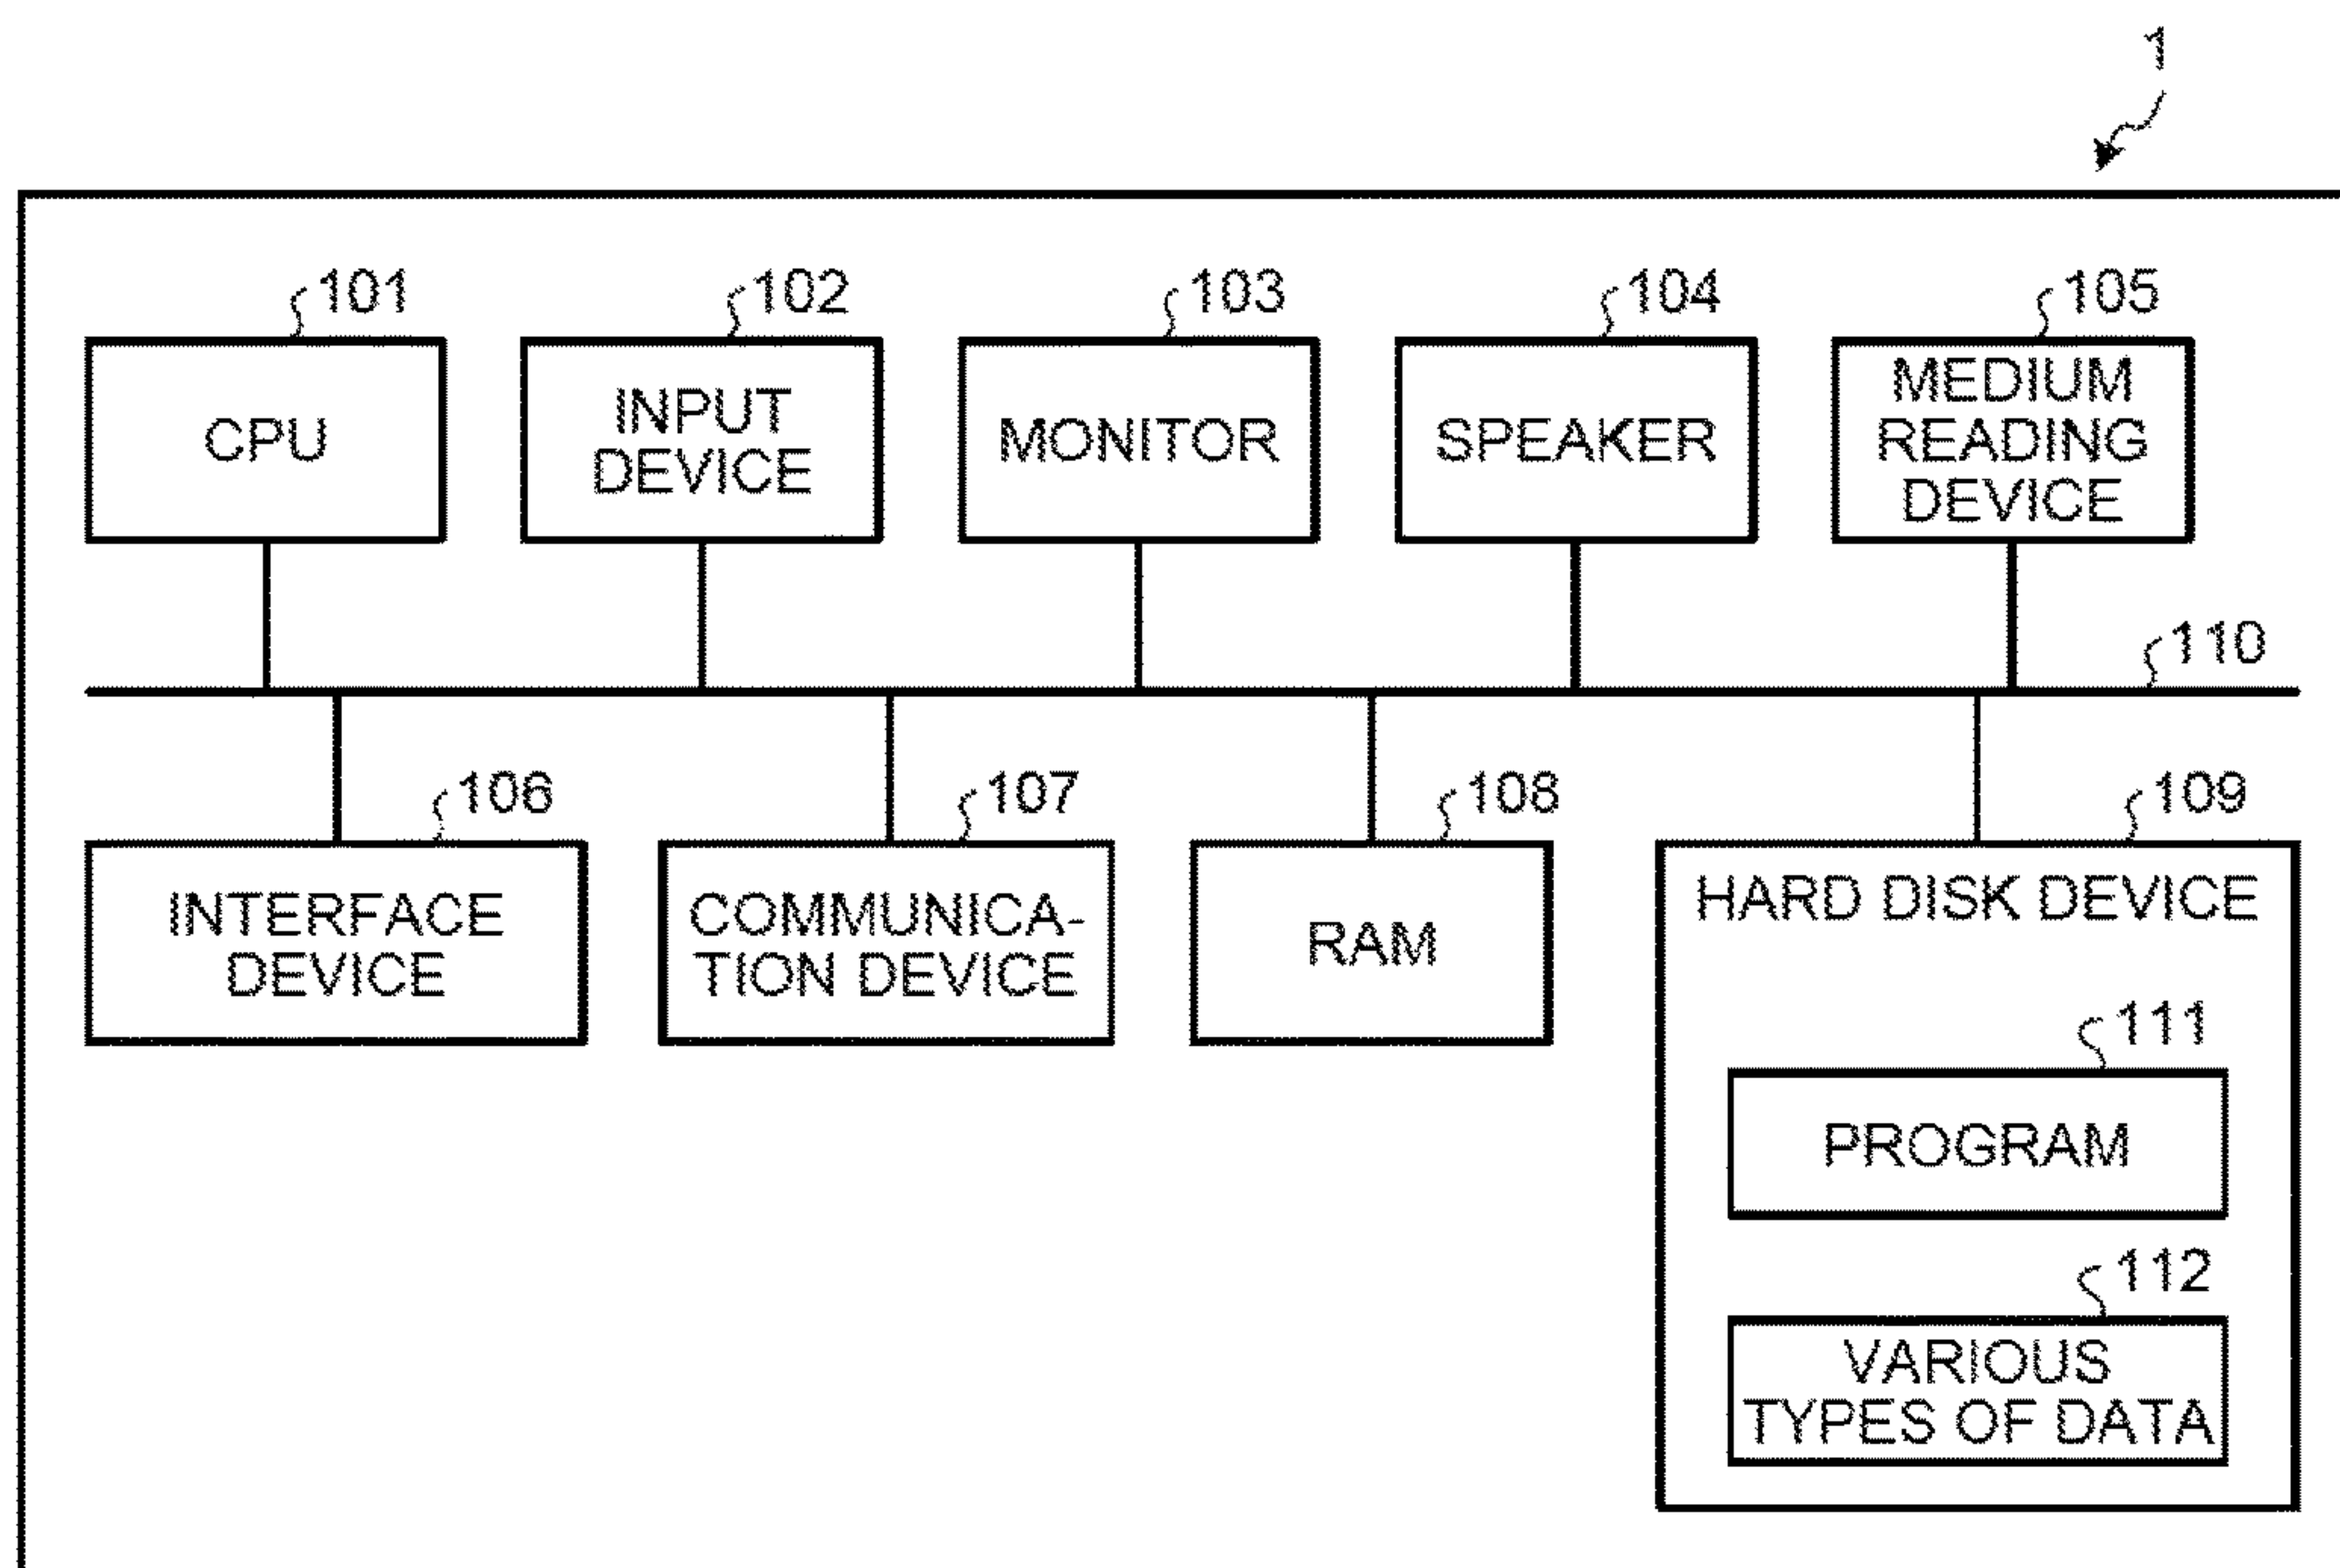 1
101
102
103
104
105
CPU
INPUT
DEVICE
MONITOR
SPEAKER
MEDIUM
READING
DEVICE
110
106
107
108
109
INTERFACE
DEVICE
COMMUNICA-
TION DEVICE
RAM
HARD DISK DEVICE
111
PROGRAM
112
VARIOUS
TYPES OF DATA